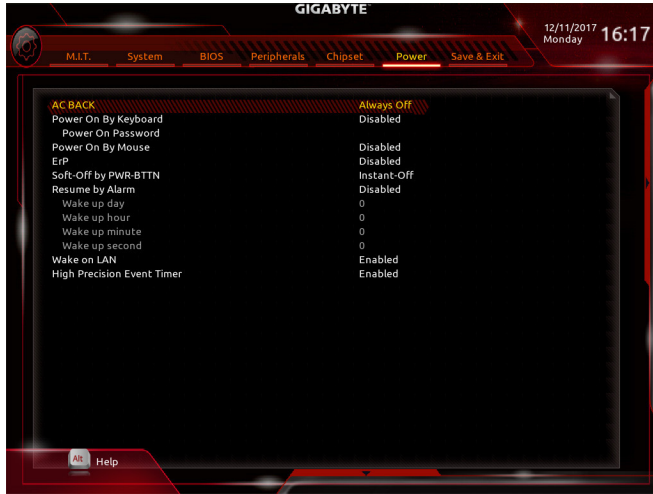 GIGABYTE™
12/11/2017 Monday 16:17
M.I.T. System BIOS Peripherals Chipset Power Save & Exit
AC BACK Always Off
Power On By Keyboard Disabled
Power On Password
Power On By Mouse Disabled
ErP Disabled
Soft-Off by PWR-BTTN Instant-Off
Resume by Alarm Disabled
Wake up day 0
Wake up hour 0
Wake up minute 0
Wake up second 0
Wake on LAN Enabled
High Precision Event Timer Enabled
Alt Help